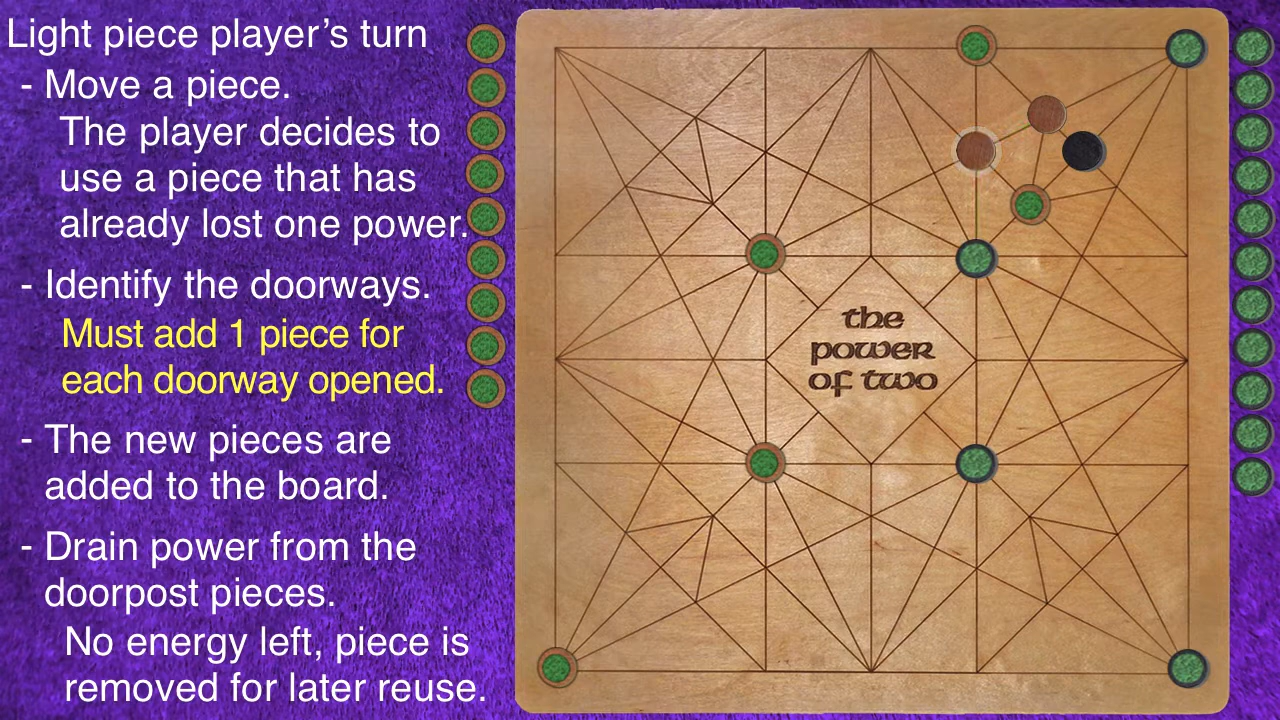 Light piece player’s turn
- Move a piece.
The player decides to
use a piece that has
already lost one power.
- Identify the doorways.
Must add 1 piece for
each doorway opened.
- The new pieces are
added to the board.
- Drain power from the
doorpost pieces.
No energy left, piece is
removed for later reuse.
the
power
of two